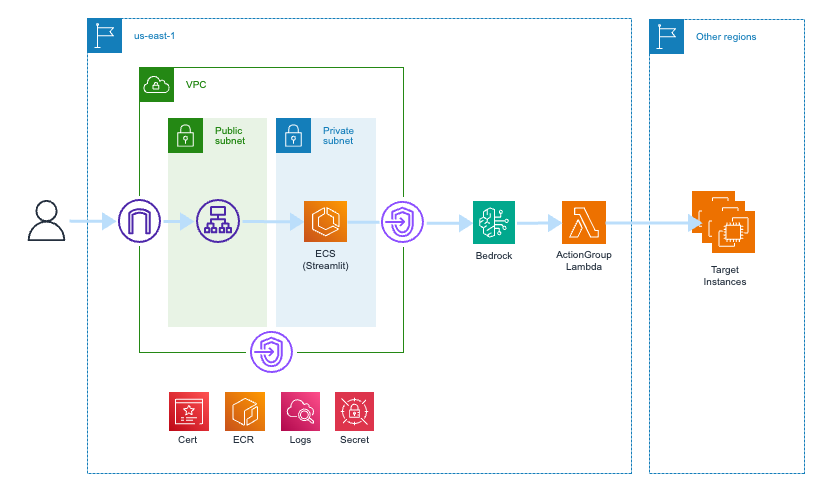 us-east-1
Other regions
VPC
Public
subnet
Private
subnet
ECS
(Streamlit)
Bedrock
ActionGroup
Lambda
Target
Instances
Cert
ECR
Logs
Secret